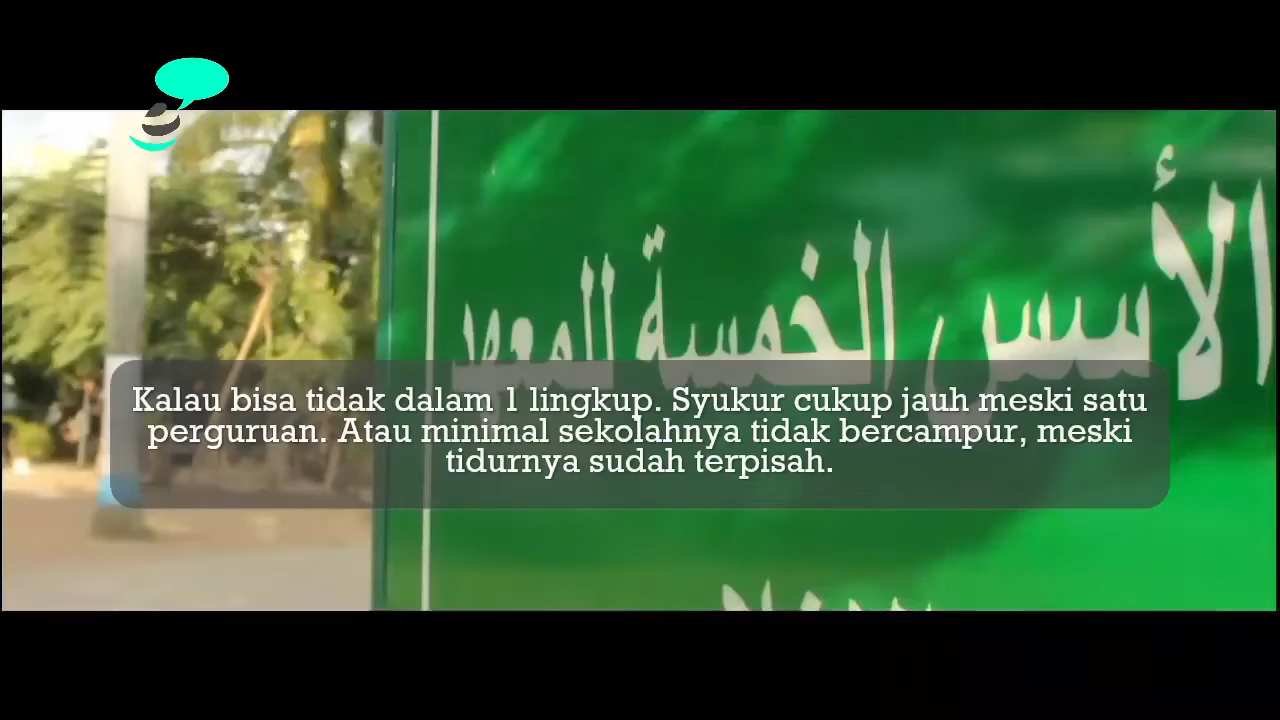 الأسس الخمسة للمعهد
Kalau bisa tidak dalam 1 lingkup. Syukur cukup jauh meski satu
perguruan. Atau minimal sekolahnya tidak bercampur, meski
tidurnya sudah terpisah.